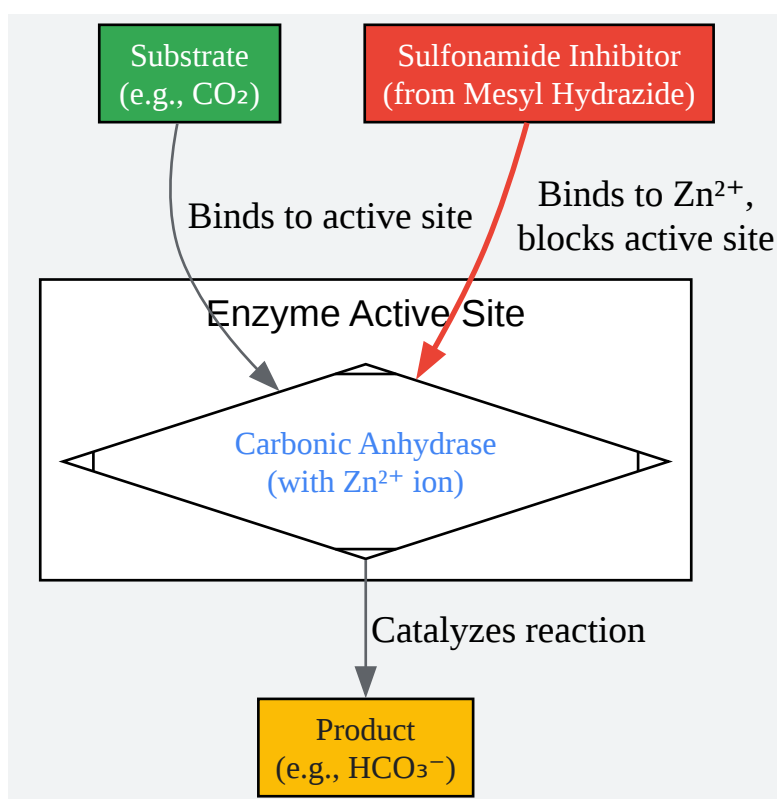 Substrate
(e.g., CO₂)
Sulfonamide Inhibitor
(from Mesyl Hydrazide)
Binds to active site
Binds to Zn²⁺,
blocks active site
Enzyme Active Site
Carbonic Anhydrase
(with Zn²⁺ ion)
Catalyzes reaction
Product
(e.g., HCO₃⁻)